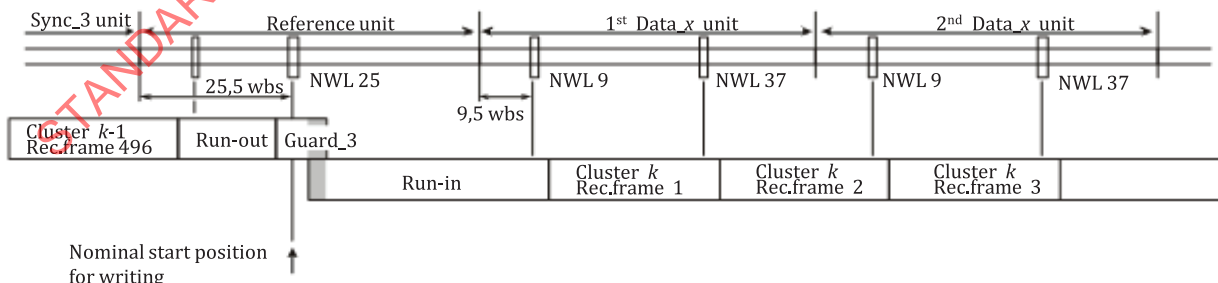 Sync_3 unit
Reference unit
1st Data_x unit
2nd Data_x unit
NWL 25
NWL 9
NWL 37
NWL 9
NWL 37
25,5 wbs
9,5 wbs
STANDAR
Cluster k-1
Rec.frame 496
Run-out
Guard_3
Run-in
Cluster k
Rec.frame 1
Cluster k
Rec.frame 2
Cluster k
Rec.frame 3
Nominal start position
for writing